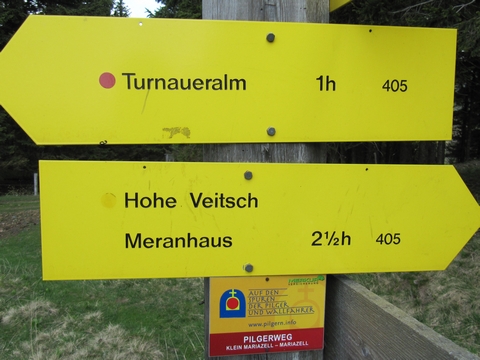 Turnaueralm 1h 405
Hohe Veitsch
Meranhaus 2½h 405
AUF DEN
SPUREN
DER PILGER
UND WALLFAHRER
www.pilgern.info
PILGERWEG
KLEIN MARIAZELL – MARIAZELL